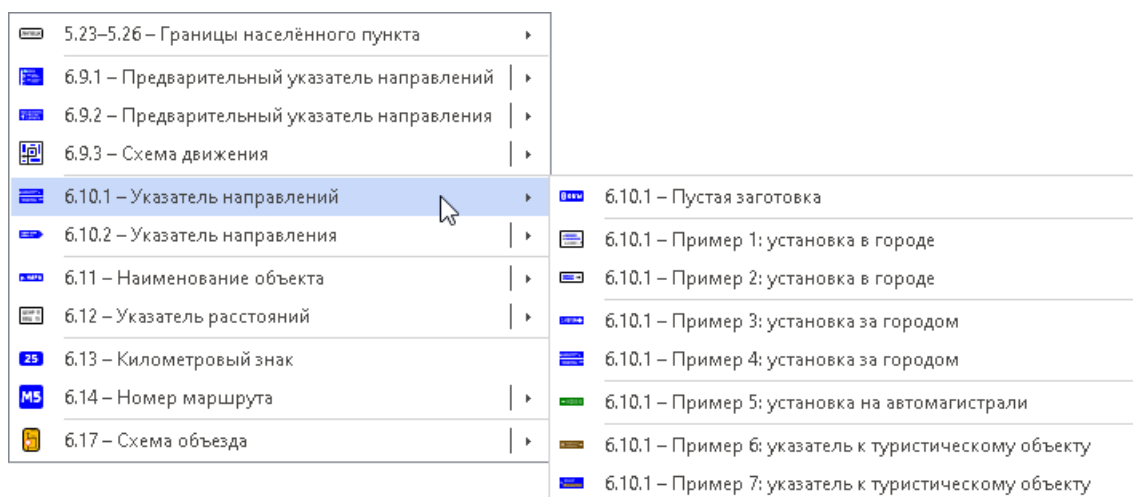 5.23–5.26 – Границы населённого пункта
6.9.1 – Предварительный указатель направлений
6.9.2 – Предварительный указатель направления
6.9.3 – Схема движения
6.10.1 – Указатель направлений
6.10.2 – Указатель направления
6.11 – Наименование объекта
6.12 – Указатель расстояний
25
6.13 – Километровый знак
М5
6.14 – Номер маршрута
6.17 – Схема объезда
6.10.1 – Пустая заготовка
6.10.1 – Пример 1: установка в городе
6.10.1 – Пример 2: установка в городе
6.10.1 – Пример 3: установка за городом
6.10.1 – Пример 4: установка за городом
6.10.1 – Пример 5: установка на автомагистрали
6.10.1 – Пример 6: указатель к туристическому объекту
6.10.1 – Пример 7: указатель к туристическому объекту